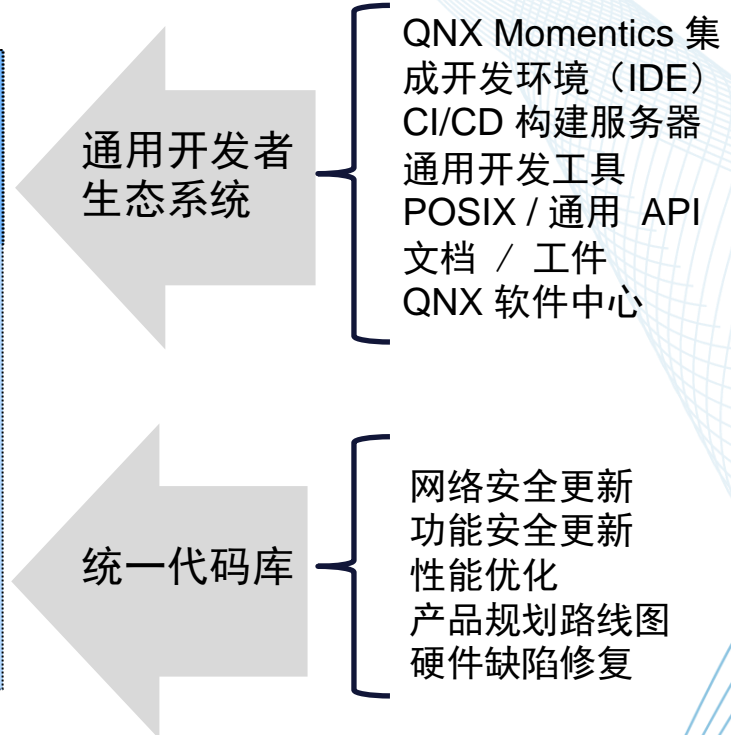 通用开发者
生态系统
QNX Momentics 集
成开发环境（IDE）
CI/CD 构建服务器
通用开发工具
POSIX / 通用 API
文档 / 工件
QNX 软件中心
统一代码库
网络安全更新
功能安全更新
性能优化
产品规划路线图
硬件缺陷修复